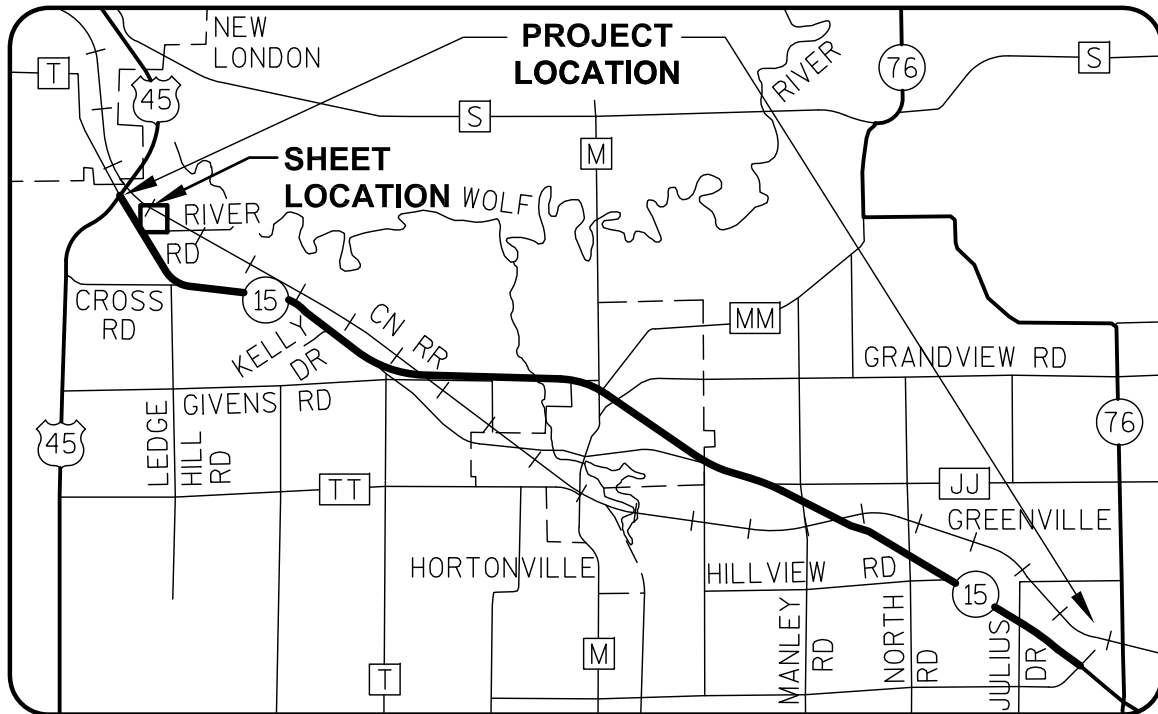 NEW
LONDON
PROJECT
LOCATION
RIVER
76
S
T
45
S
M
SHEET
LOCATION
WOLF
RIVER
RD
CROSS
RD
15
KELLY
DR
CN RR
MM
GRANDVIEW RD
GIVENS RD
45
LEDGE
HILL
RD
76
TT
JJ
GREENVILLE
HORTONVILLE
HILLVIEW RD
15
MANLEY
RD
NORTH
RD
JULIUS
DR
T
M